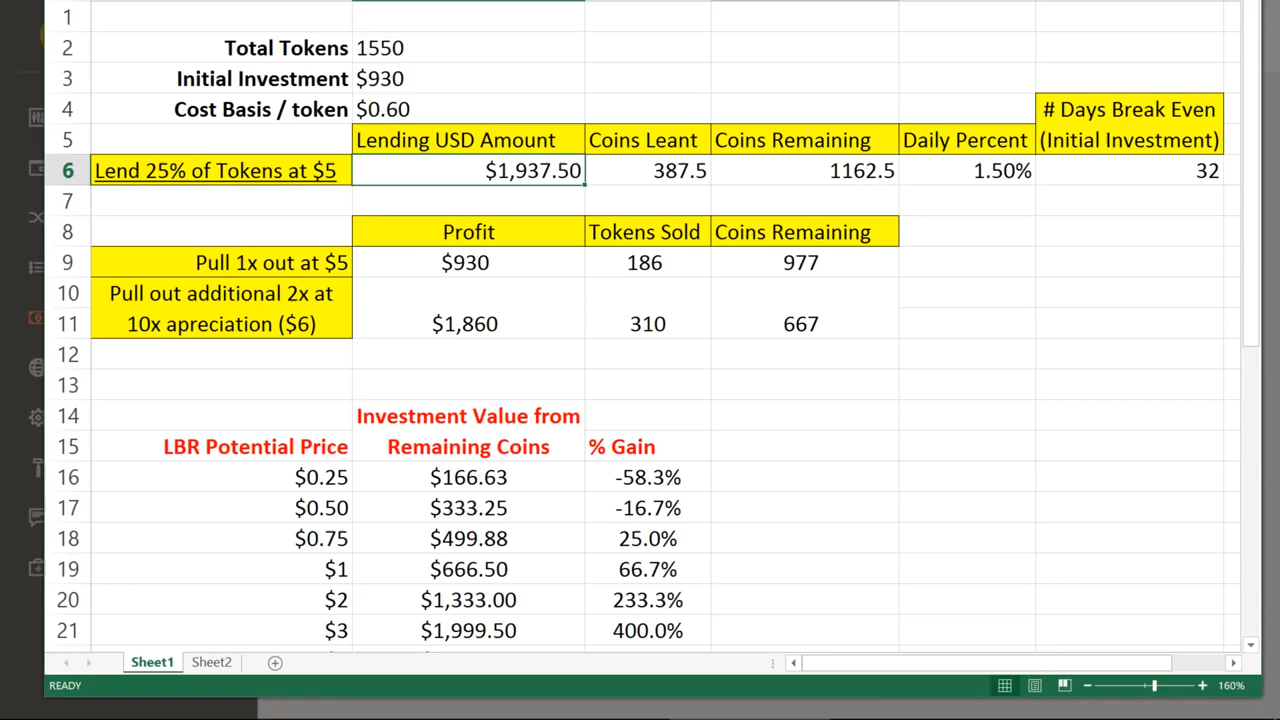 1
2 Total Tokens 1550
3 Initial Investment $930
4 Cost Basis / token $0.60 # Days Break Even
5 Lending USD Amount Coins Leant Coins Remaining Daily Percent (Initial Investment)
6 Lend 25% of Tokens at $5 $1,937.50 387.5 1162.5 1.50% 32
7
8 Profit Tokens Sold Coins Remaining
9 Pull 1x out at $5 $930 186 977
10 Pull out additional 2x at
11 10x apreciation ($6) $1,860 310 667
12
13
14 Investment Value from
15 LBR Potential Price Remaining Coins % Gain
16 $0.25 $166.63 -58.3%
17 $0.50 $333.25 -16.7%
18 $0.75 $499.88 25.0%
19 $1 $666.50 66.7%
20 $2 $1,333.00 233.3%
21 $3 $1,999.50 400.0%
Sheet1 Sheet2
READY 160%